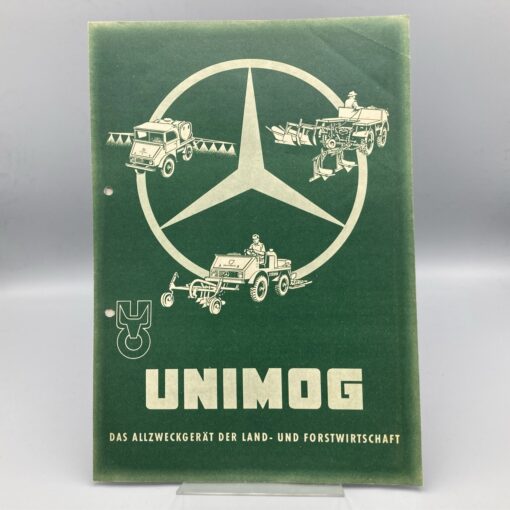 UNIMOG
DAS ALLZWECKGERÄT DER LAND- UND FORSTWIRTSCHAFT